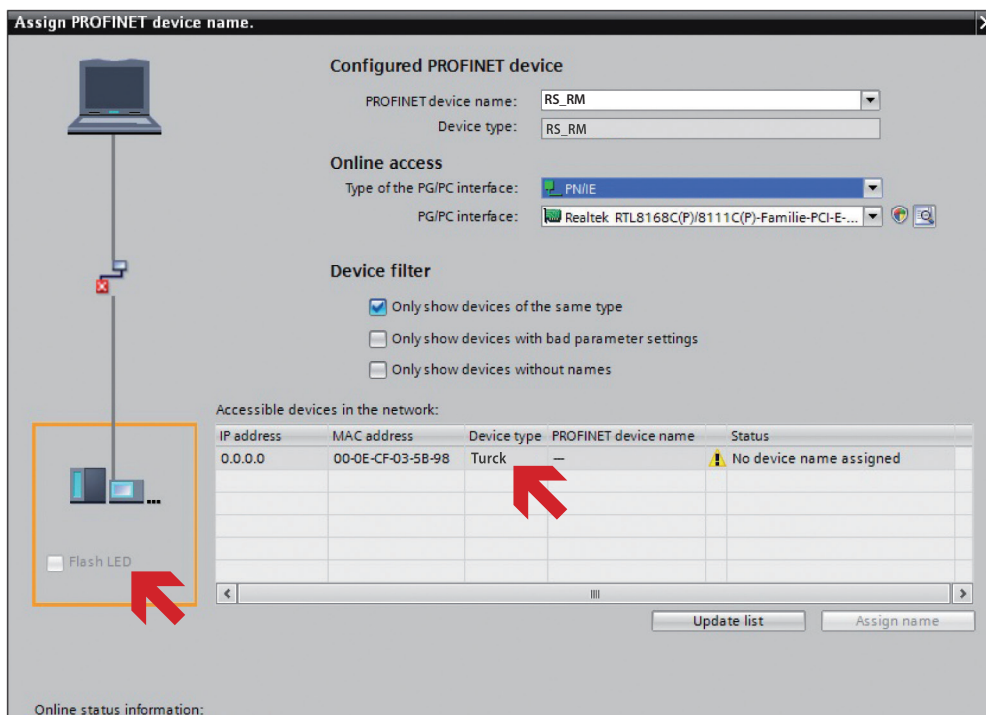 Assign PROFINET device name.
Configured PROFINET device
PROFINET device name: RS_RM
Device type: RS_RM
Online access
Type of the PG/PC interface: PN/IE
PG/PC interface: Realtek RTL8168C(P)/8111C(P)-Familie-PCI-E-...
Device filter
Only show devices of the same type
Only show devices with bad parameter settings
Only show devices without names
Accessible devices in the network:
IP address MAC address Device type PROFINET device name Status
0.0.0.0 00-0E-CF-03-5B-98 Turck — No device name assigned
...
Flash LED
Update list Assign name
Online status information: